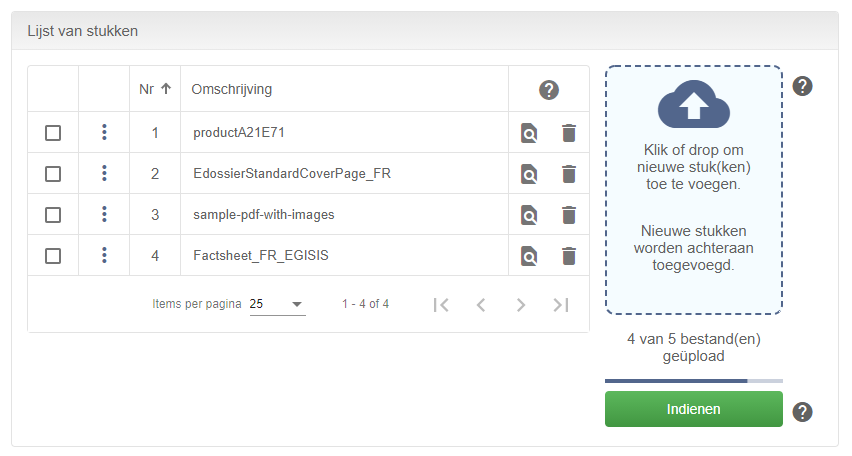 Lijst van stukken
Nr Omschrijving
1 productA21E71
2 EdossierStandardCoverPage_FR
3 sample-pdf-with-images
4 Factsheet_FR_EGISIS
Items per pagina 25 1 - 4 of 4
Klik of drop om
nieuwe stuk(ken)
toe te voegen.
Nieuwe stukken
worden achteraan
toegevoegd.
4 van 5 bestand(en)
geüpload
Indienen